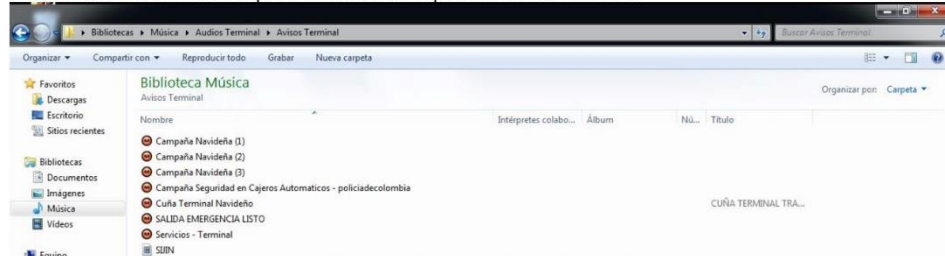 Bibliotecas ▸ Música ▸ Audios Terminal ▸ Avisos Terminal
Buscar Avisos Terminal
Organizar Compartir con Reproducir todo Grabar Nueva carpeta
Favoritos
Descargas
Escritorio
Sitios recientes
Bibliotecas
Documentos
Imágenes
Música
Vídeos
Equipo
Biblioteca Música
Avisos Terminal
Organizar por: Carpeta
Nombre Intérpretes colabo... Álbum Nú... Título
Campaña Navideña (1)
Campaña Navideña (2)
Campaña Navideña (3)
Campaña Seguridad en Cajeros Automaticos - policiadecolombia
Cuña Terminal Navideño CUÑA TERMINAL TRA...
SALIDA EMERGENCIA LISTO
Servicios - Terminal
SIJIN